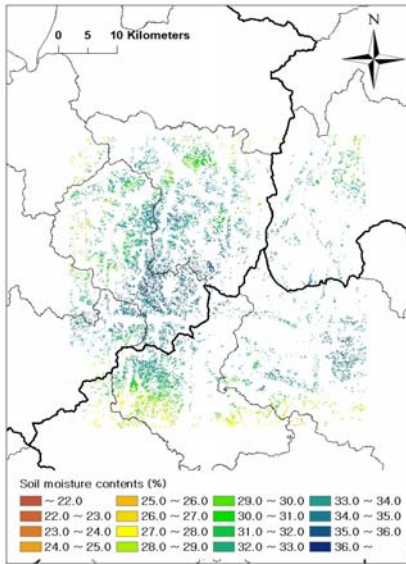 N
0 5 10 Kilometers
Soil moisture contents (%)
~ 22.0 25.0 ~ 26.0 29.0 ~ 30.0 33.0 ~ 34.0
22.0 ~ 23.0 26.0 ~ 27.0 30.0 ~ 31.0 34.0 ~ 35.0
23.0 ~ 24.0 27.0 ~ 28.0 31.0 ~ 32.0 35.0 ~ 36.0
24.0 ~ 25.0 28.0 ~ 29.0 32.0 ~ 33.0 36.0 ~